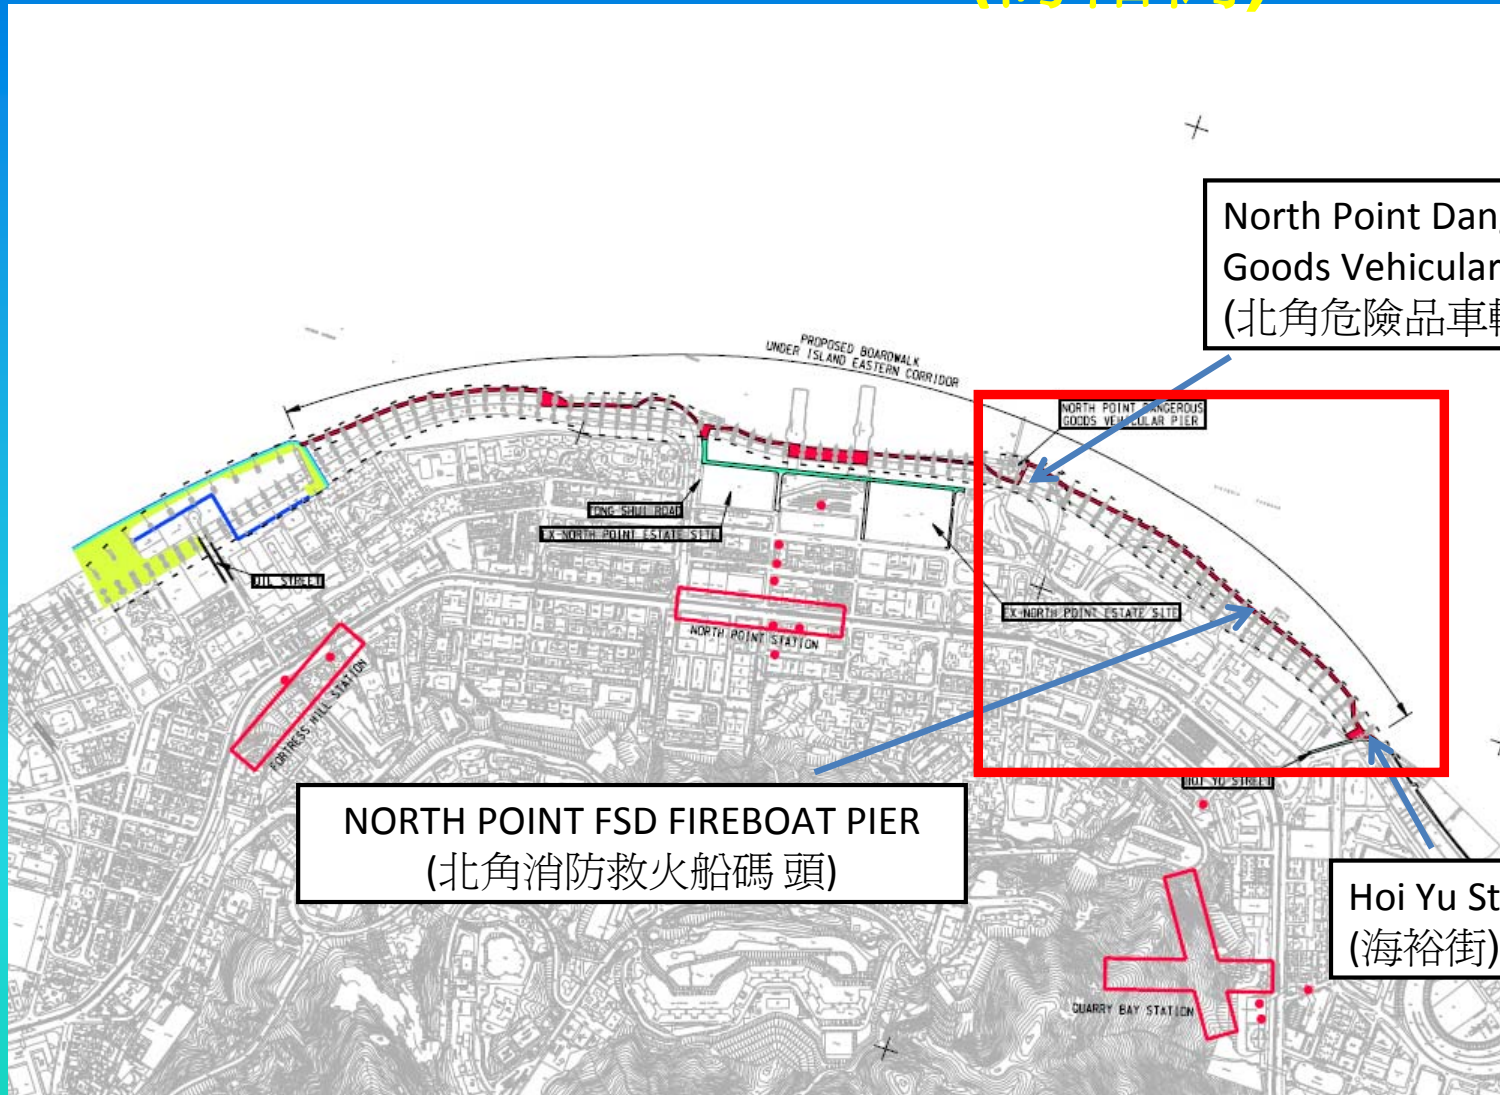 North Point Dan
Goods Vehicular
(北角危險品車
PROPOSED BOARDWALK
UNDER ISLAND EASTERN CORRIDOR
NORTH POINT DANGEROUS
GOODS VEHICULAR PIER
TONG SHUI ROAD
EX-NORTH POINT ESTATE SITE
OIL STREET
EX-NORTH POINT ESTATE SITE
NORTH POINT STATION
FORTRESS HILL STATION
HOI YU STREET
NORTH POINT FSD FIREBOAT PIER
(北角消防救火船碼 頭)
Hoi Yu St
(海裕街)
QUARRY BAY STATION